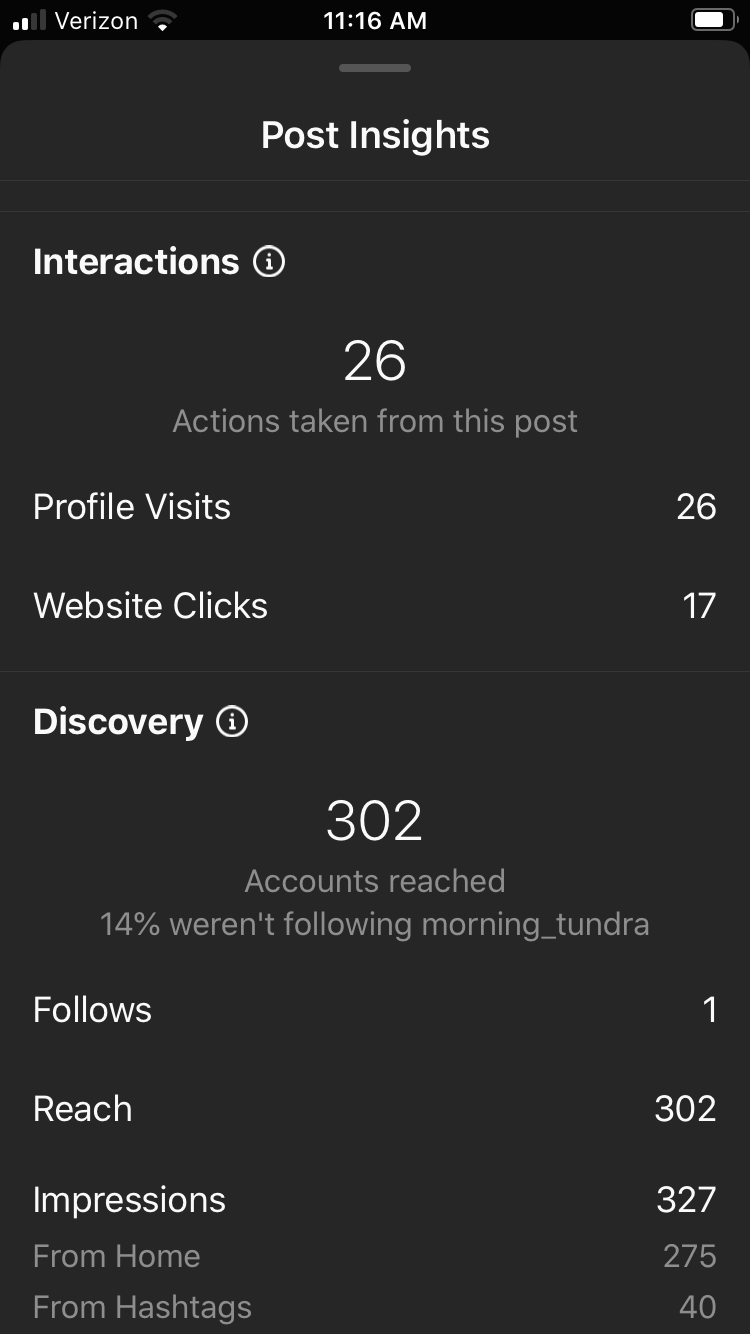 Verizon 11:16 AM
Post Insights
Interactions
26
Actions taken from this post
Profile Visits 26
Website Clicks 17
Discovery
302
Accounts reached
14% weren't following morning_tundra
Follows 1
Reach 302
Impressions 327
From Home 275
From Hashtags 40